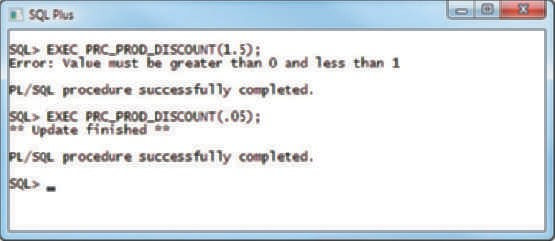 SQL Plus
SQL> EXEC PRC_PROD_DISCOUNT(1.5);
Error: Value must be greater than 0 and less than 1
PL/SQL procedure successfully completed.
SQL> EXEC PRC_PROD_DISCOUNT(.05);
** Update finished **
PL/SQL procedure successfully completed.
SQL> _